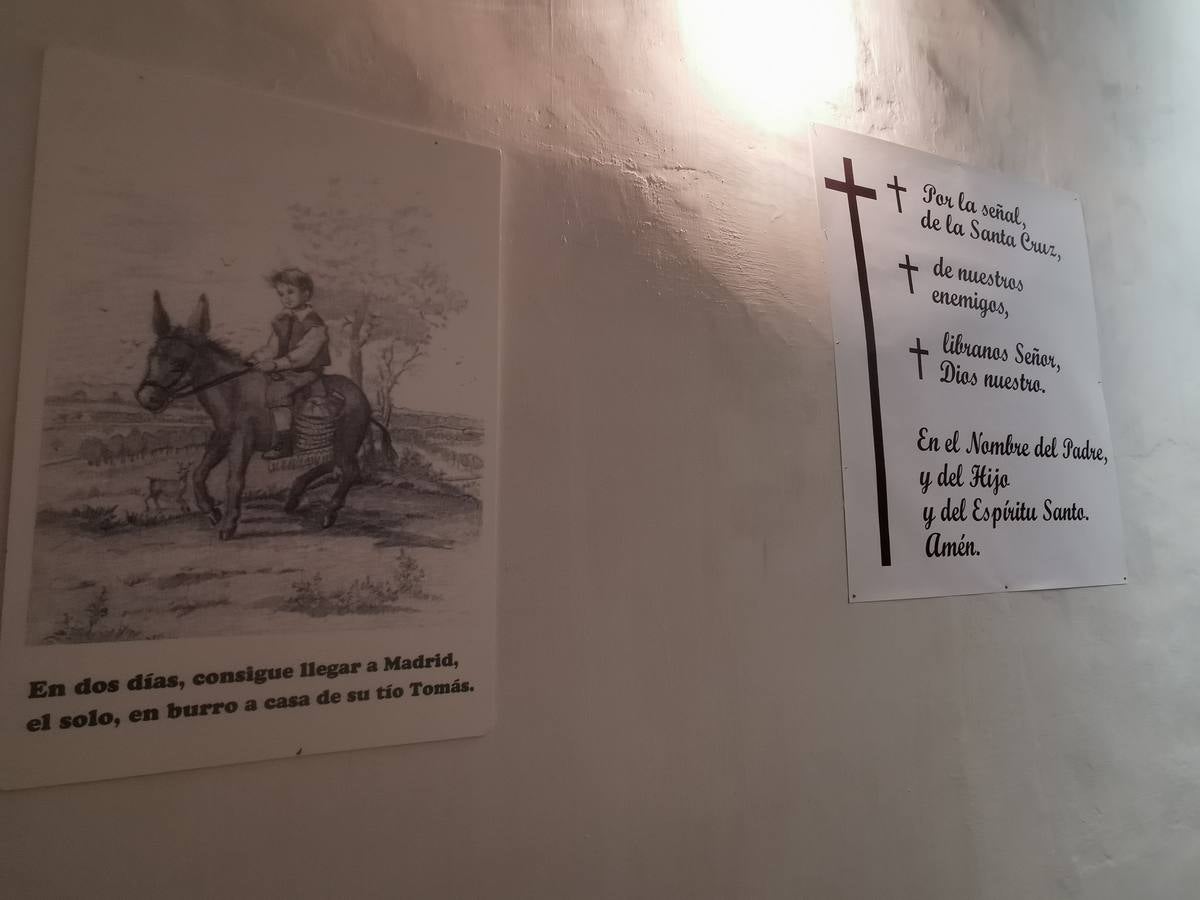 En dos días, consigue llegar a Madrid,
el solo, en burro a casa de su tío Tomás.
Por la señal,
de la Santa Cruz,
de nuestros
enemigos,
libranos Señor,
Dios nuestro.
En el Nombre del Padre,
y del Hijo
y del Espíritu Santo.
Amén.